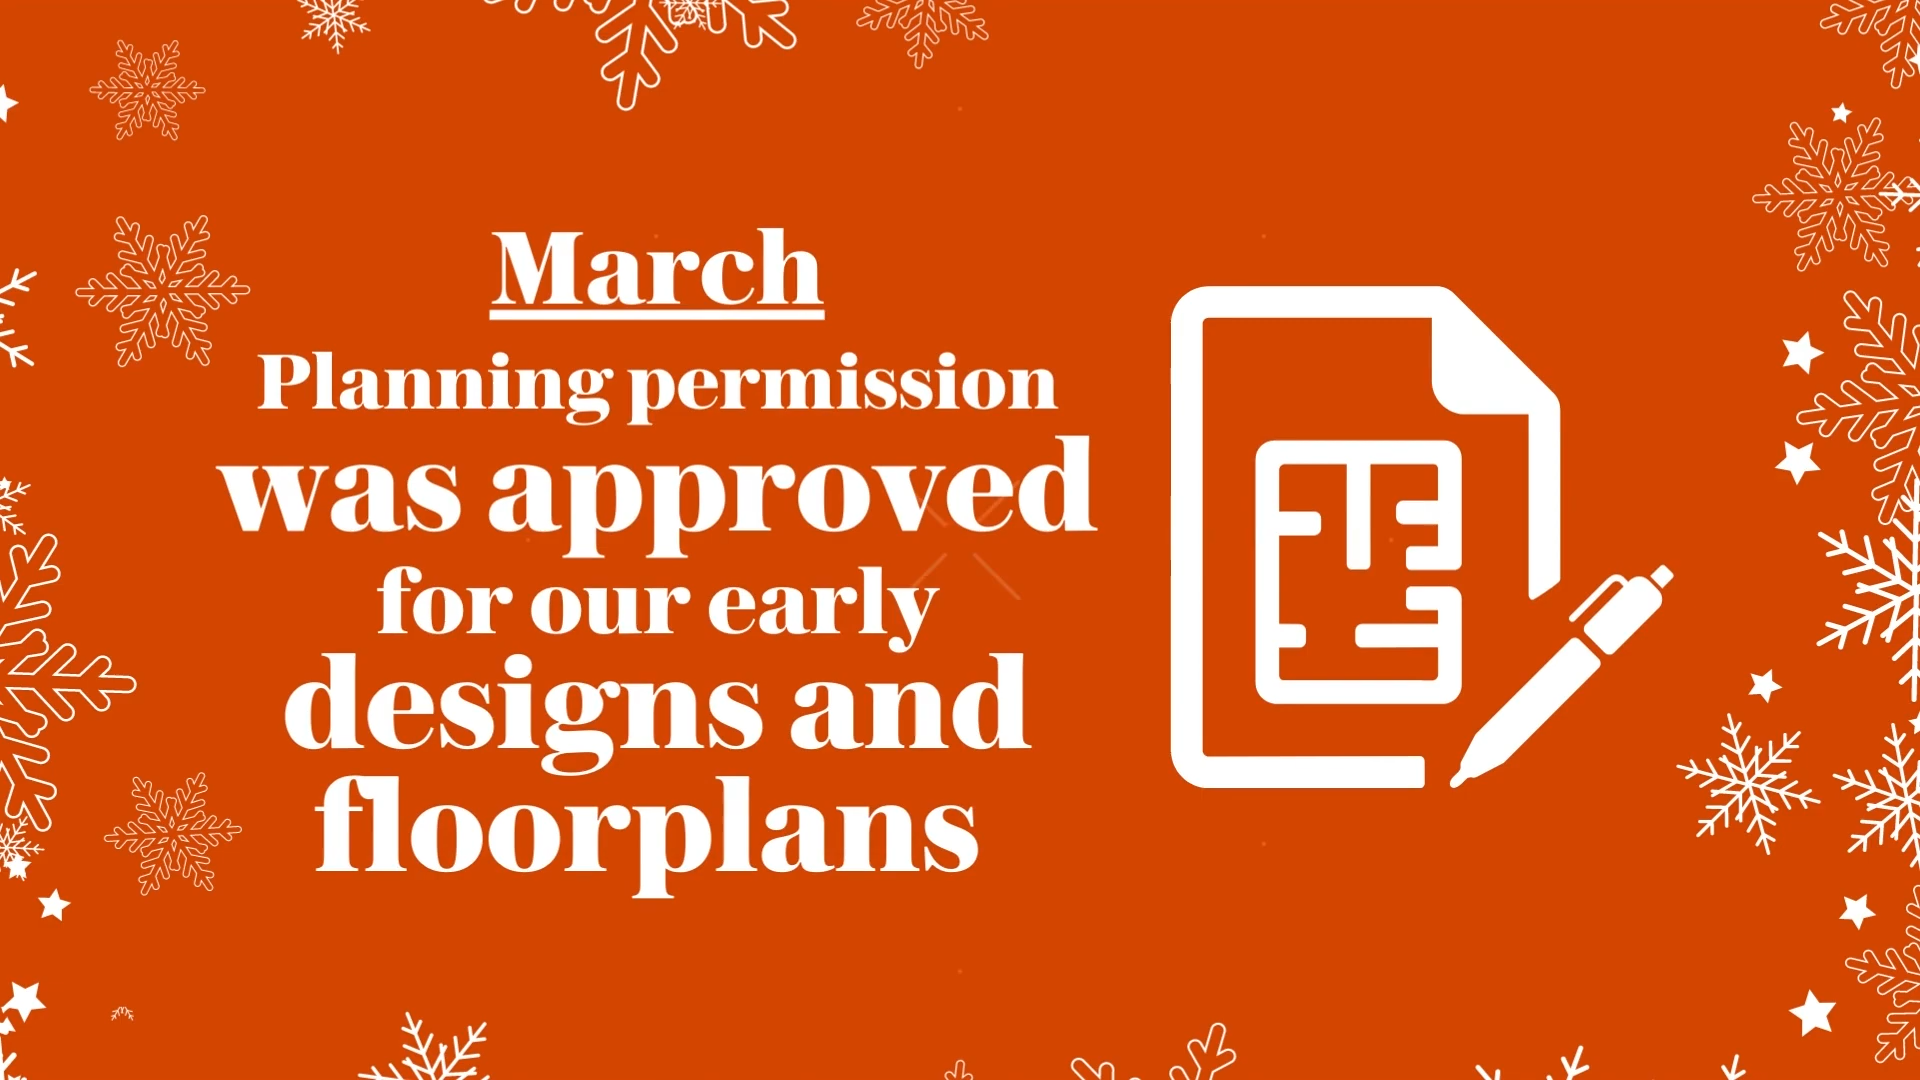 March
Planning permission
was approved
for our early
designs and
floorplans